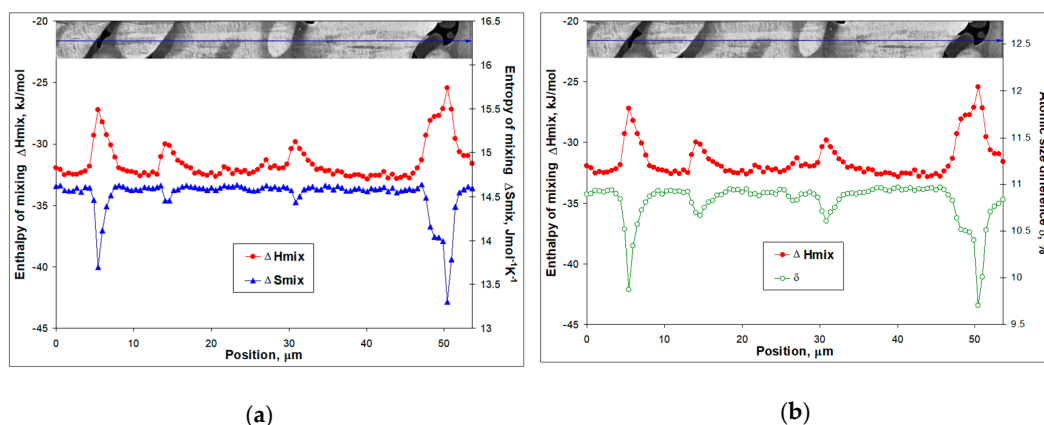 -20
-25
-30
-35
-40
-45
Enthalpy of mixing ΔHmix, kJ/mol
16.5
16
15.5
15
14.5
14
13.5
13
Entropy of mixing ΔSmix, Jmol-1K-1
Δ Hmix
Δ Smix
0 10 20 30 40 50
Position, μm
(a)
-20
-25
-30
-35
-40
-45
Enthalpy of mixing ΔHmix, kJ/mol
12.5
12
11.5
11
10.5
10
9.5
Atomic size difference δ, %
Δ Hmix
δ
0 10 20 30 40 50
Position, μm
(b)